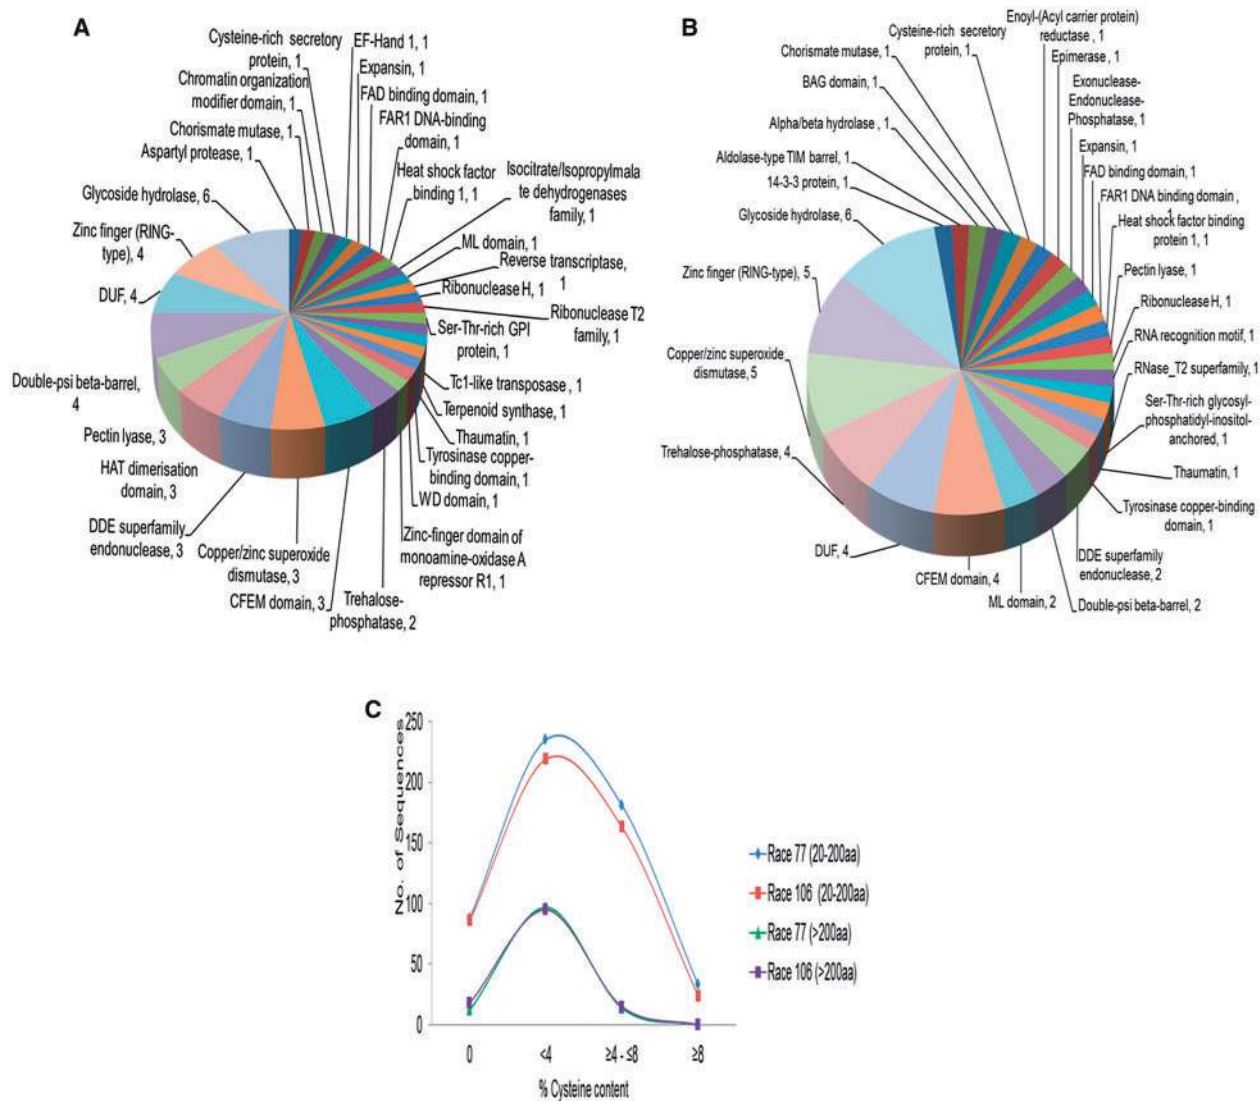 A
Cysteine-rich secretory
protein, 1
EF-Hand 1, 1
Expansin, 1
Chromatin organization
modifier domain, 1
FAD binding domain, 1
FAR1 DNA-binding
domain, 1
Chorismate mutase, 1
Aspartyl protease, 1
Heat shock factor
binding 1, 1
Isocitrate/Isopropylmala
te dehydrogenases
family, 1
Glycoside hydrolase, 6
Zinc finger (RING-
type), 4
ML domain, 1
Reverse transcriptase,
1
DUF, 4
Ribonuclease H, 1
Ribonuclease T2
family, 1
Ser-Thr-rich GPI
protein, 1
Double-psi beta-barrel,
4
Tc1-like transposase , 1
Terpenoid synthase, 1
Pectin lyase, 3
Thaumatin, 1
HAT dimerisation
domain, 3
Tyrosinase copper-
binding domain, 1
WD domain, 1
DDE superfamily
endonuclease, 3
Copper/zinc superoxide
dismutase, 3
Zinc-finger domain of
monoamine-oxidase A
repressor R1, 1
CFEM domain, 3
Trehalose-
phosphatase, 2
B
Enoyl-(Acyl carrier protein)
reductase , 1
Cysteine-rich secretory
protein, 1
Chorismate mutase, 1
Epimerase , 1
BAG domain, 1
Exonuclease-
Endonuclease-
Phosphatase, 1
Alpha/beta hydrolase , 1
Expansin, 1
Aldolase-type TIM barrel, 1
FAD binding domain, 1
14-3-3 protein, 1
FAR1 DNA binding domain ,
1
Glycoside hydrolase, 6
Heat shock factor binding
protein 1, 1
Zinc finger (RING-type), 5
Pectin lyase, 1
Ribonuclease H, 1
RNA recognition motif, 1
Copper/zinc superoxide
dismutase, 5
RNase_T2 superfamily, 1
Ser-Thr-rich glycosyl-
phosphatidyl-inositol-
anchored, 1
Trehalose-phosphatase, 4
Thaumatin, 1
Tyrosinase copper-binding
domain, 1
DUF, 4
DDE superfamily
endonuclease, 2
CFEM domain, 4
ML domain, 2
Double-psi beta-barrel, 2
C
No. of Sequences
250
200
150
100
50
0
0
<4
≥4 - ≤8
≥8
% Cysteine content
Race 77 (20-200aa)
Race 106 (20-200aa)
Race 77 (>200aa)
Race 106 (>200aa)